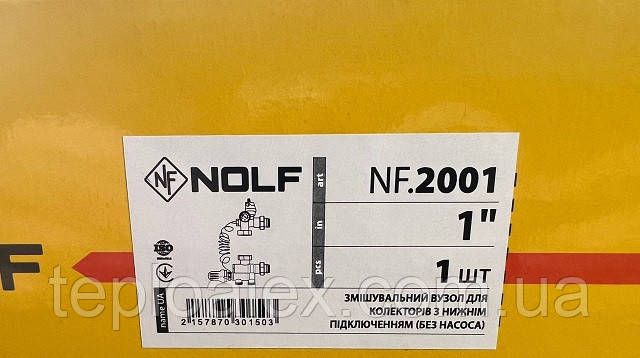 NF NOLF
art NF.2001
in 1"
pcs 1 шт
F
name UA
2 157870 301503
ЗМІШУВАЛЬНИЙ ВУЗОЛ ДЛЯ
КОЛЕКТОРІВ З НИЖНІМ
ПІДКЛЮЧЕННЯМ (БЕЗ НАСОСА)
teploatex.com.ua